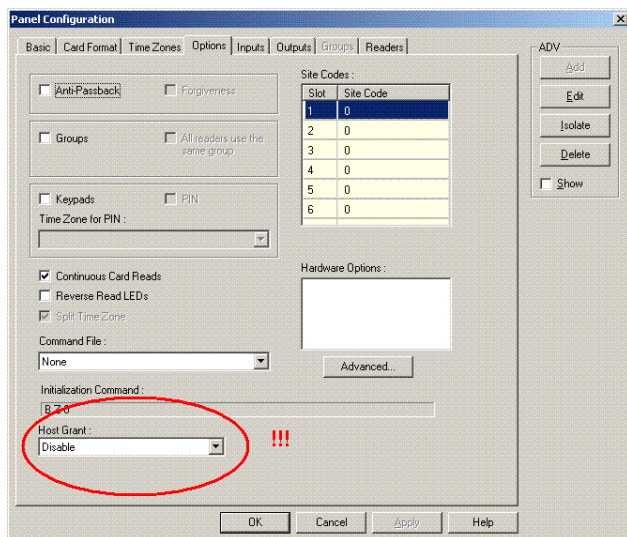 Panel Configuration
Basic Card Format Time Zones Options Inputs Outputs Groups Readers
ADV
Add
Edit
Isolate
Delete
Show
Anti-Passback Forgiveness
Groups All readers use the
same group
Keypads PIN
Time Zone for PIN :
Continuous Card Reads
Reverse Read LEDs
Split Time Zone
Command File :
None
Initialization Command :
Host Grant :
Disable
!!!
Site Codes :
Slot Site Code
1 0
2 0
3 0
4 0
5 0
6 0
Hardware Options :
Advanced...
OK Cancel Apply Help